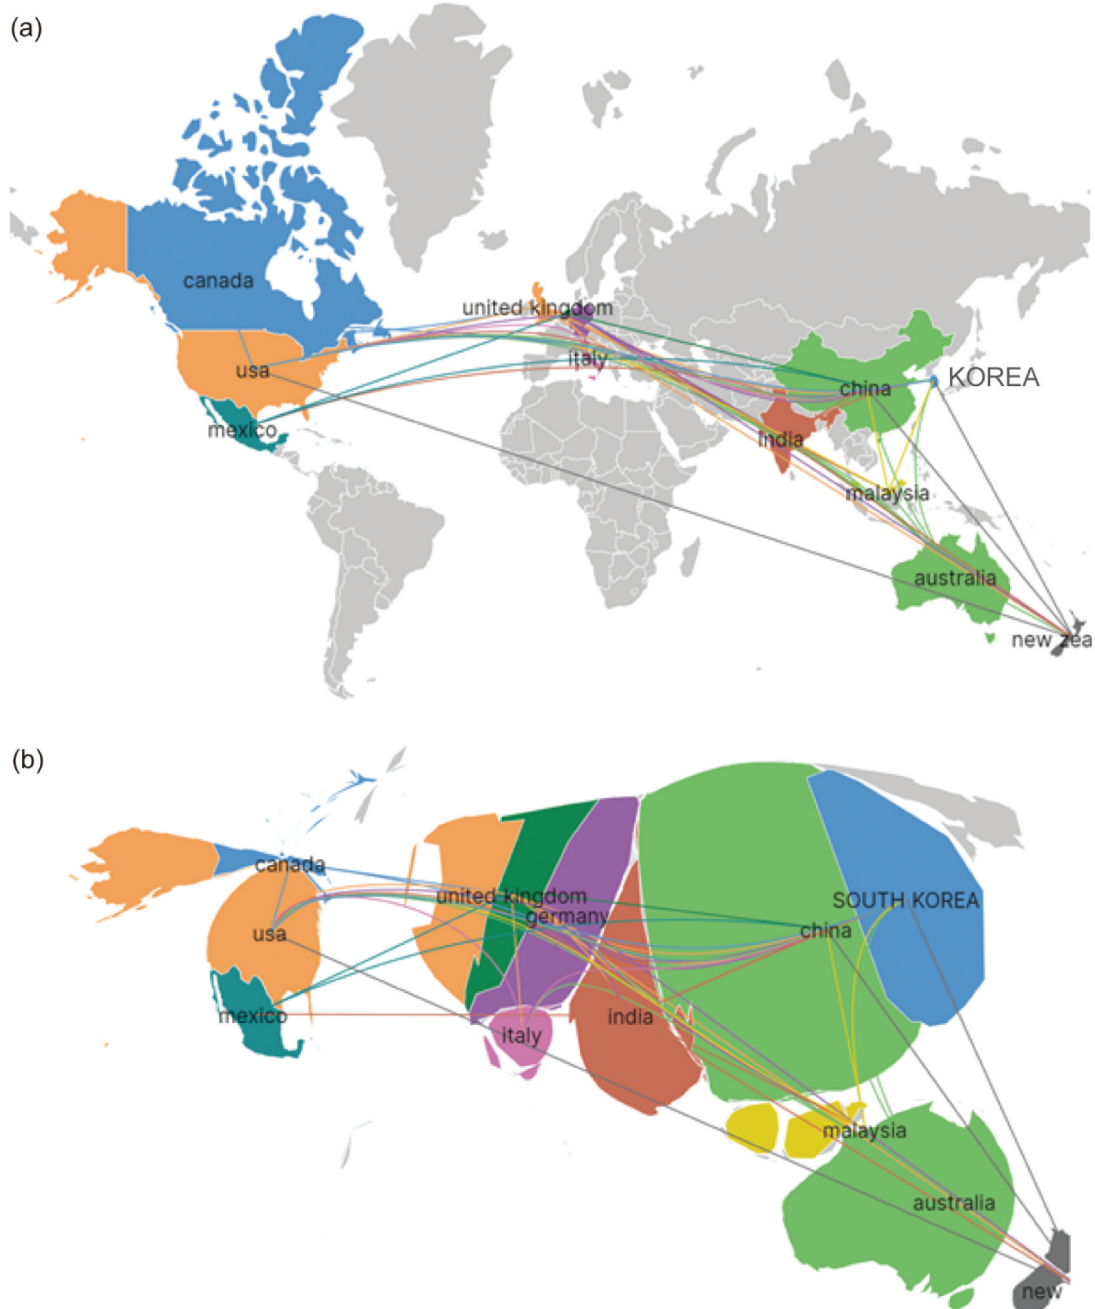 (a)
canada
united kingdom
italy
usa
china
KOREA
mexico
india
malaysia
australia
new zea
(b)
canada
united kingdom
SOUTH KOREA
germany
usa
china
mexico
india
italy
malaysia
australia
new